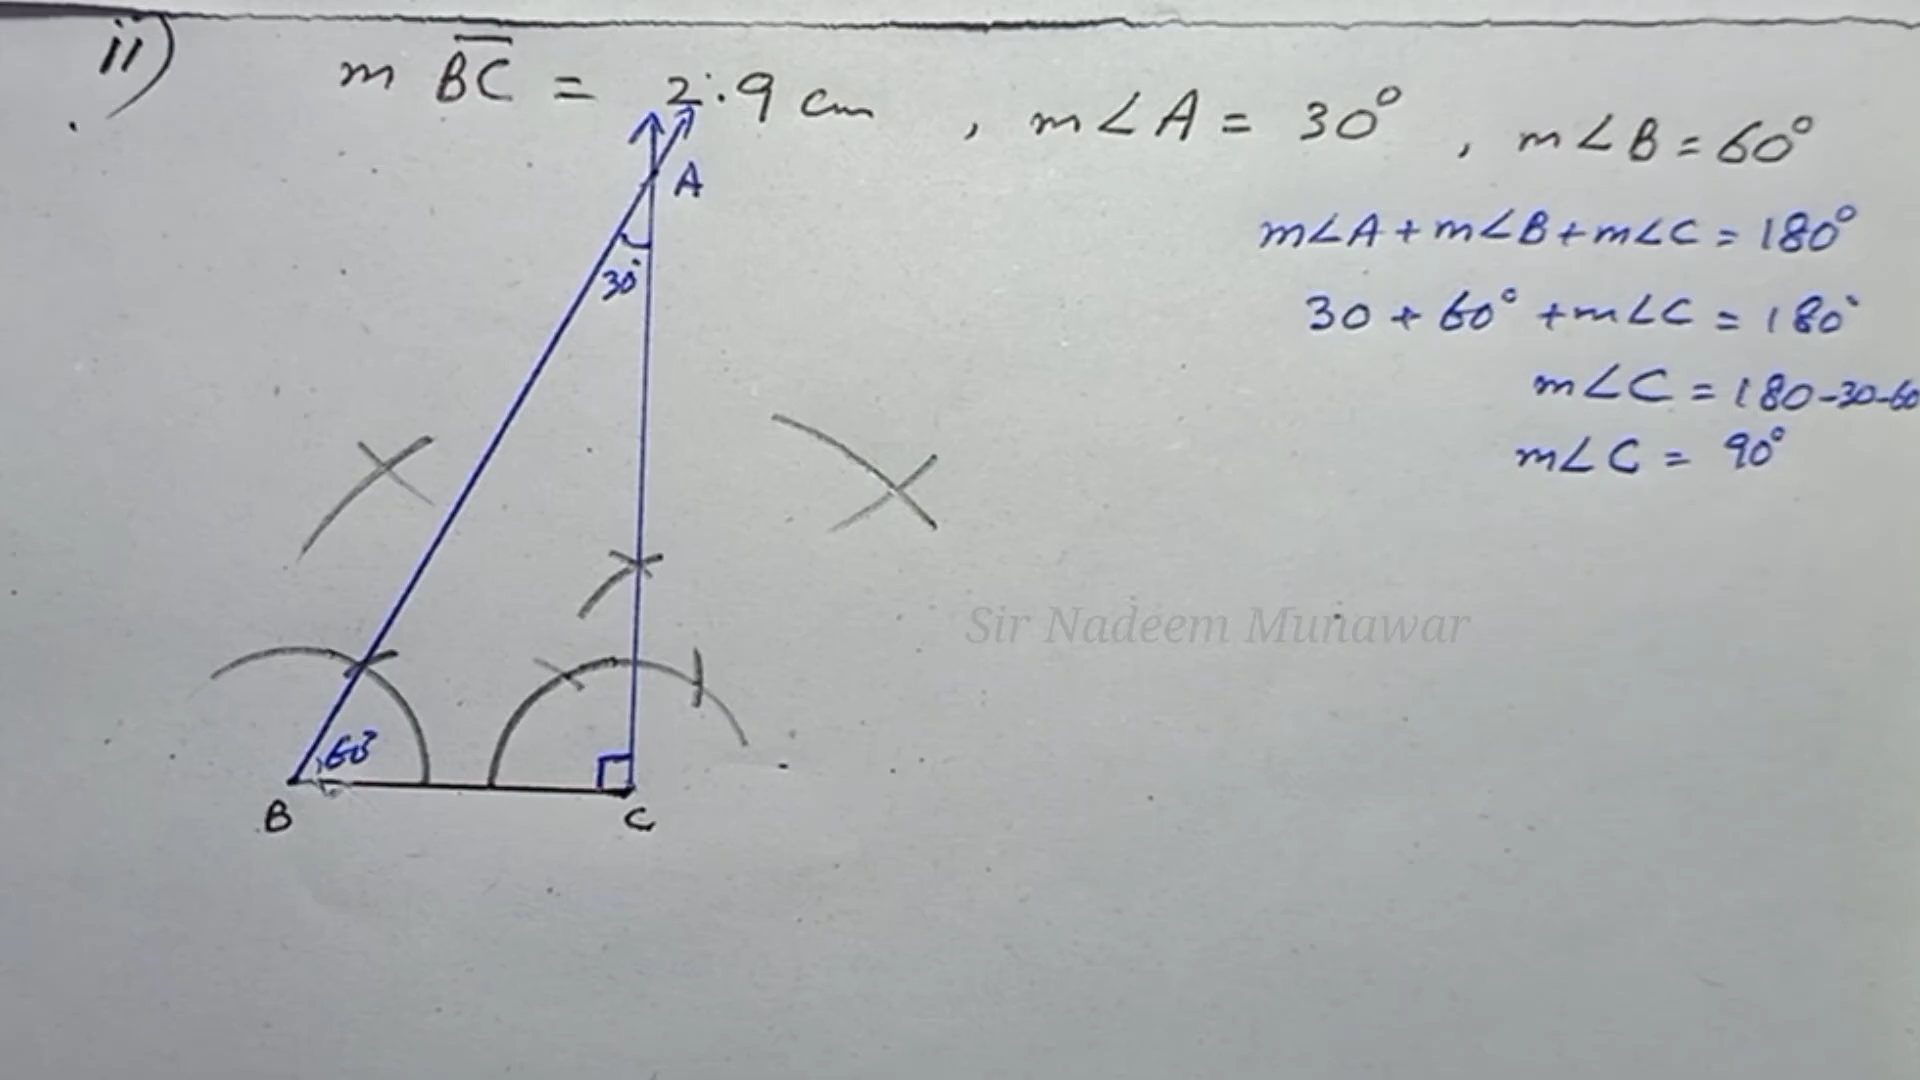 ii) m BC = 2.9 cm , m∠A = 30° , m∠B = 60°
A
m∠A + m∠B + m∠C = 180°
30°
30 + 60° + m∠C = 180°
m∠C = 180-30-60
m∠C = 90°
Sir Nadeem Munawar
60°
B
C